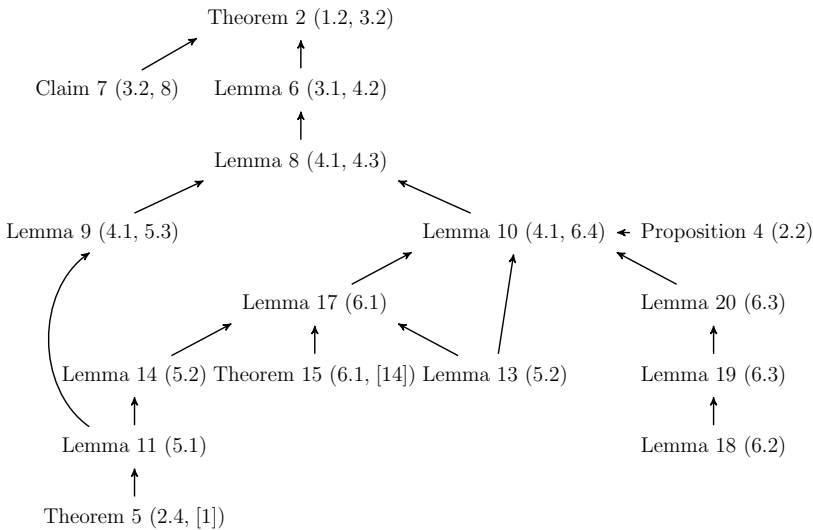 Theorem 2 (1.2, 3.2)
Claim 7 (3.2, 8) Lemma 6 (3.1, 4.2)
Lemma 8 (4.1, 4.3)
Lemma 9 (4.1, 5.3) Lemma 10 (4.1, 6.4) Proposition 4 (2.2)
Lemma 17 (6.1) Lemma 20 (6.3)
Lemma 14 (5.2) Theorem 15 (6.1, [14]) Lemma 13 (5.2) Lemma 19 (6.3)
Lemma 11 (5.1) Lemma 18 (6.2)
Theorem 5 (2.4, [1])